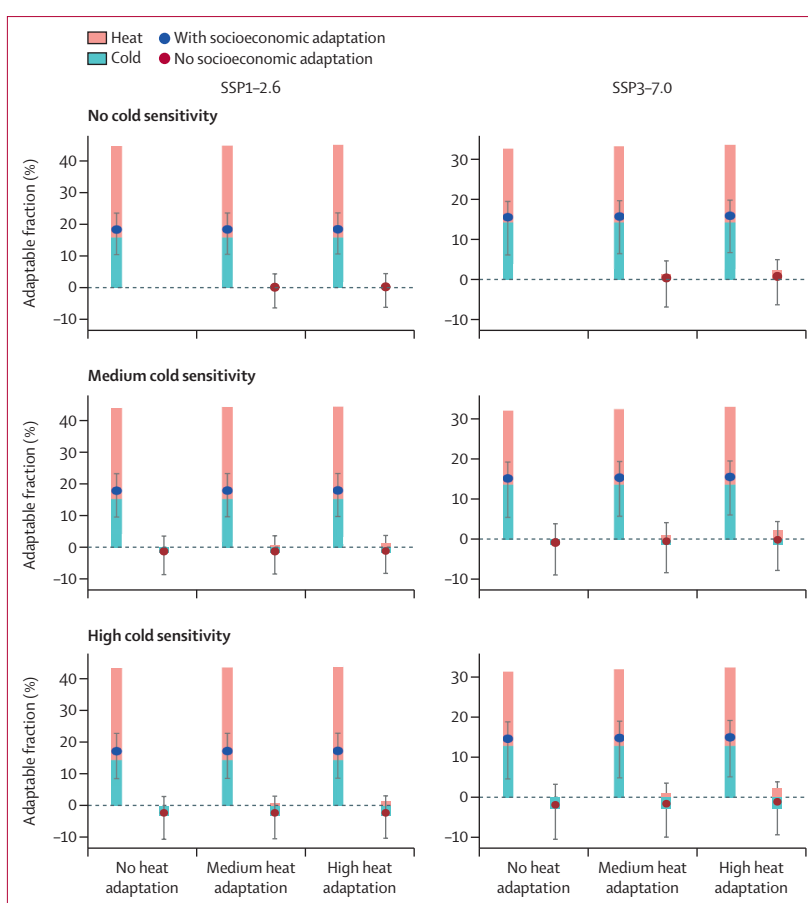 Heat With socioeconomic adaptation
Cold No socioeconomic adaptation
SSP1–2.6 SSP3–7.0
No cold sensitivity
Adaptable fraction (%)
40
30
20
10
0
–10
30
20
10
0
–10
Medium cold sensitivity
Adaptable fraction (%)
40
30
20
10
0
–10
30
20
10
0
–10
High cold sensitivity
Adaptable fraction (%)
40
30
20
10
0
–10
30
20
10
0
–10
No heat adaptation
Medium heat adaptation
High heat adaptation
No heat adaptation
Medium heat adaptation
High heat adaptation